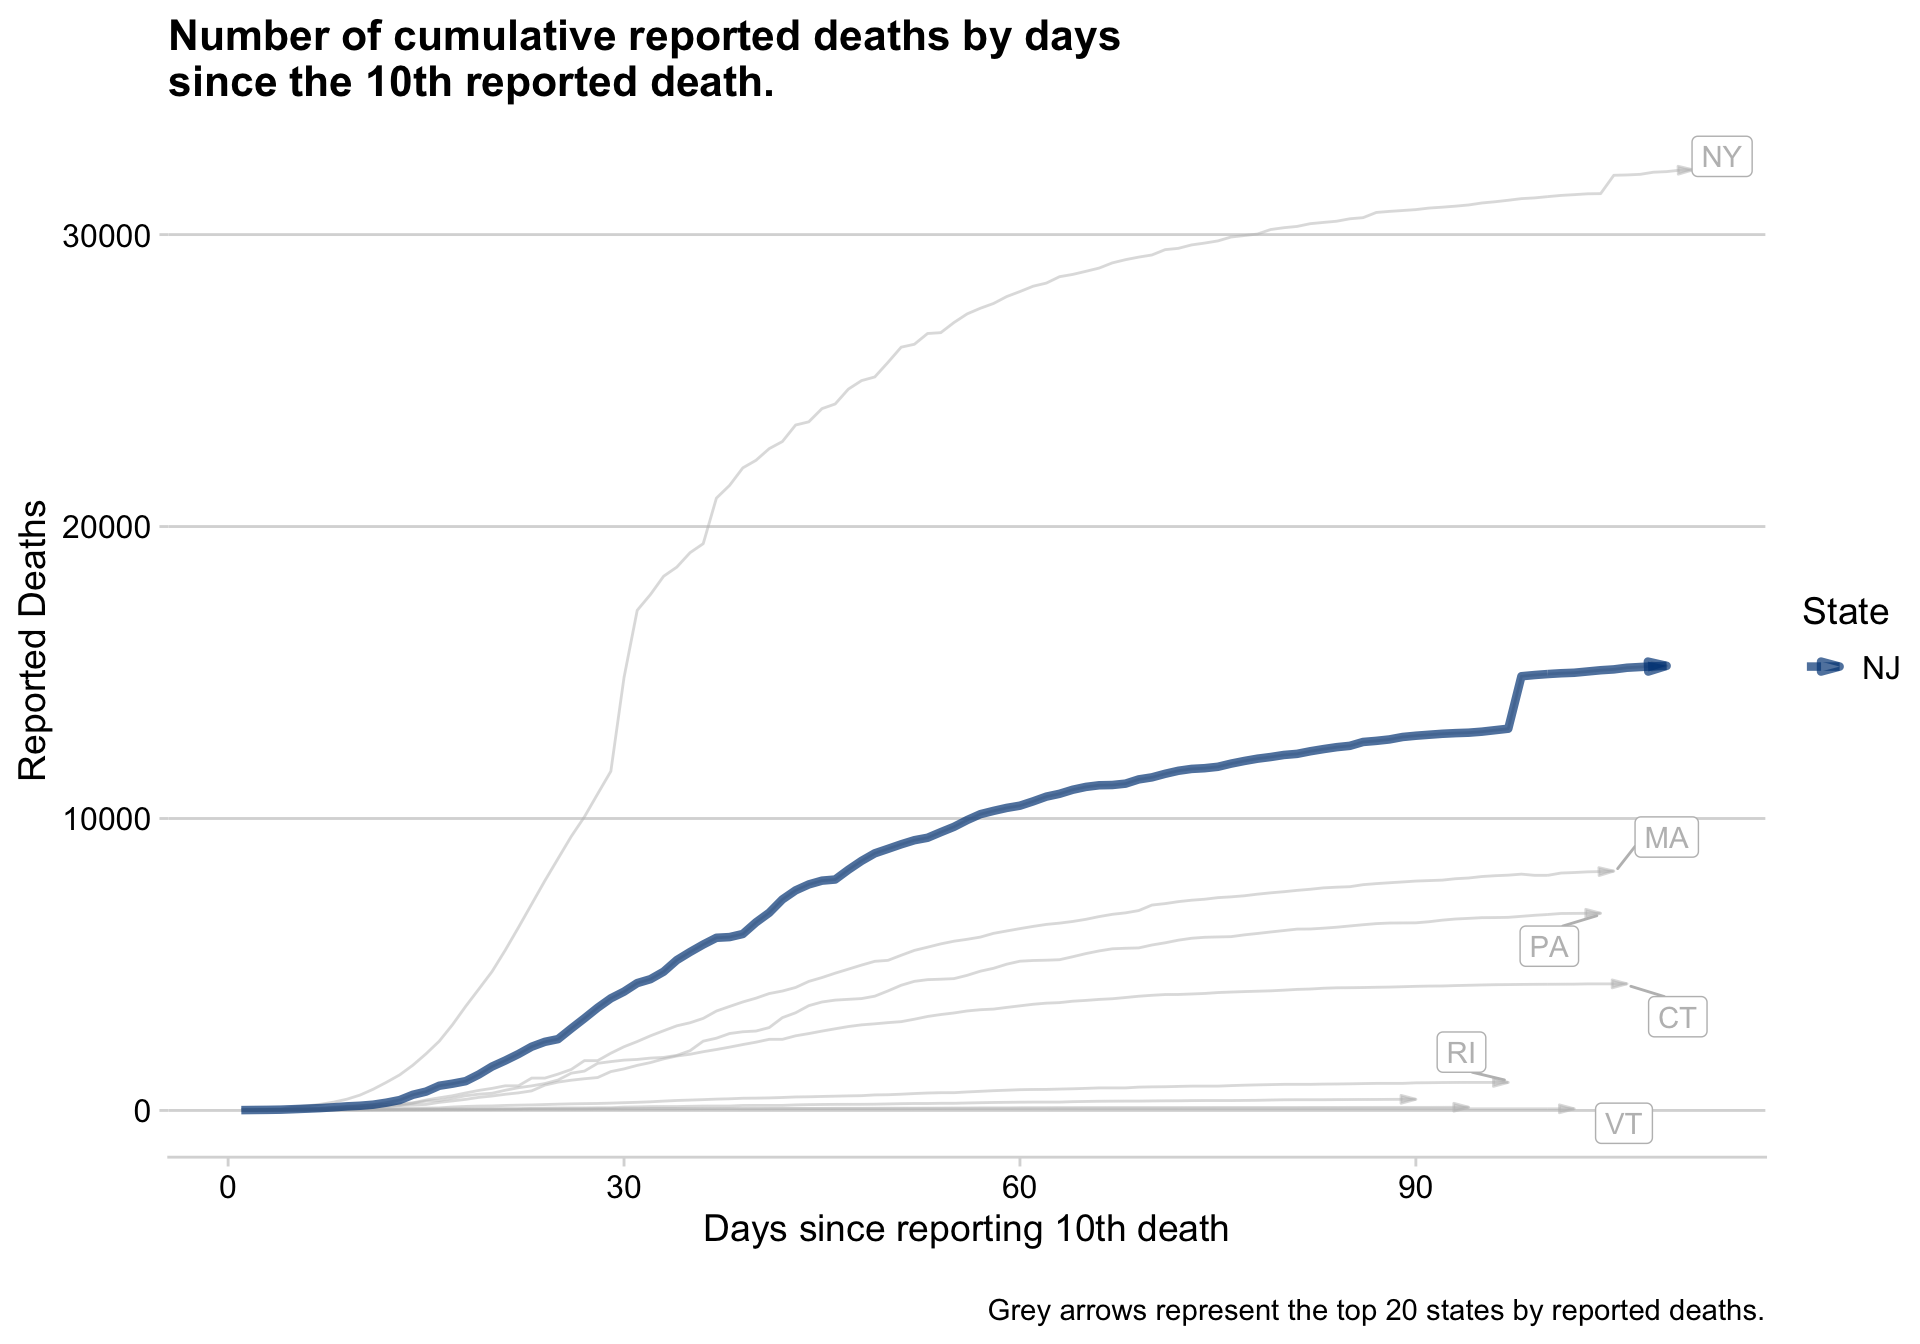 Number of cumulative reported deaths by days
since the 10th reported death.
NY
30000
20000
Reported Deaths
State
NJ
10000
MA
PA
CT
RI
0
VT
0
30
60
90
Days since reporting 10th death
Grey arrows represent the top 20 states by reported deaths.